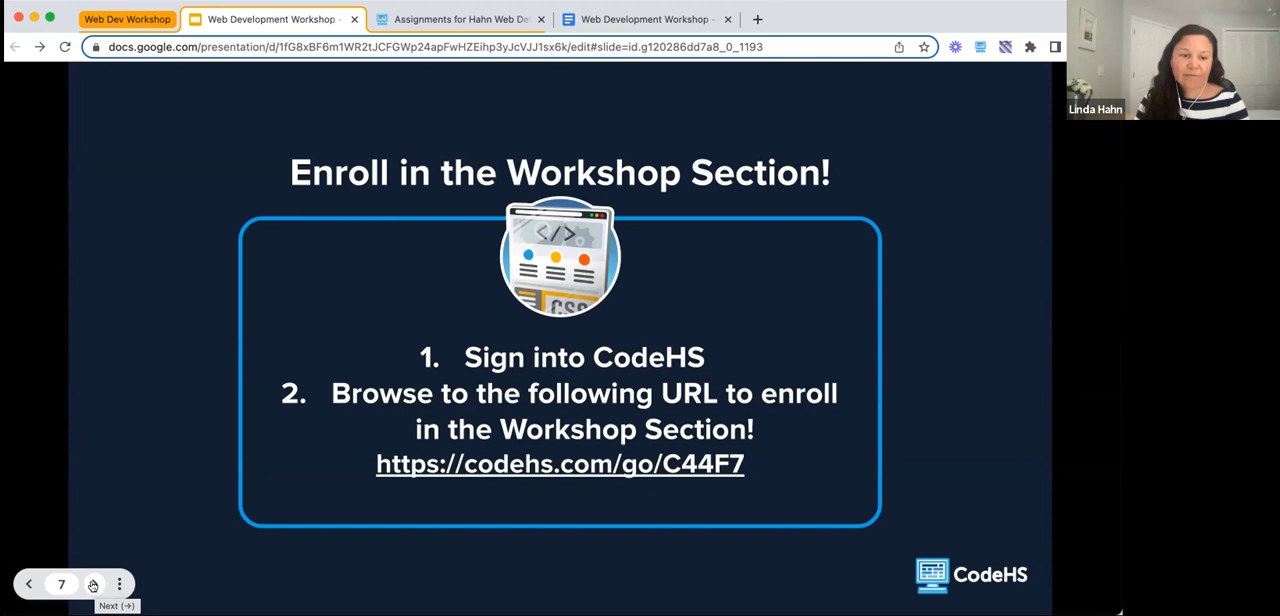 Web Dev Workshop
Web Development Workshop -
Assignments for Hahn Web De
Web Development Workshop -
docs.google.com/presentation/d/1fG8xBF6m1WR2tJCFGWp24apFwHZEihp3yJcVJJ1sx6k/edit#slide=id.g120286dd7a8_0_1193
Linda Hahn
Enroll in the Workshop Section!
</>
CSS
1. Sign into CodeHS
2. Browse to the following URL to enroll
in the Workshop Section!
https://codehs.com/go/C44F7
CodeHS
7
Next (→)